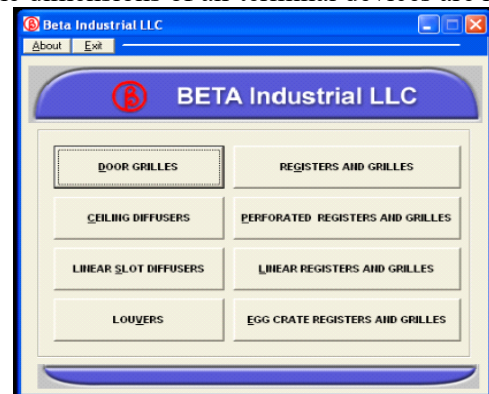 Beta Industrial LLC
About Exit
BETA Industrial LLC
DOOR GRILLES
REGISTERS AND GRILLES
CEILING DIFFUSERS
PERFORATED REGISTERS AND GRILLES
LINEAR SLOT DIFFUSERS
LINEAR REGISTERS AND GRILLES
LOUVERS
EGG CRATE REGISTERS AND GRILLES